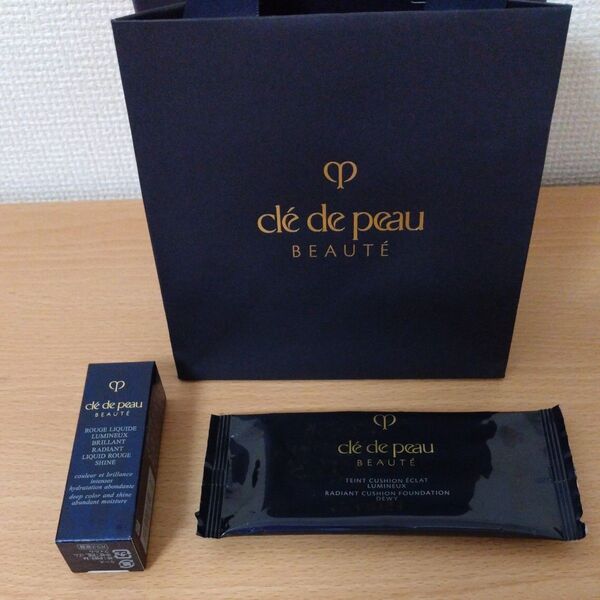 clé de peau
BEAUTÉ
clé de peau
BEAUTÉ
ROUGE LIQUIDE
LUMINEUX
BRILLANT
RADIANT
LIQUID ROUGE
SHINE
couleur et brillance
intenses
hydratation abondante
deep color and shine
abundant moisture
clé de peau
BEAUTÉ
TEINT CUSHION ÉCLAT
LUMINEUX
RADIANT CUSHION FOUNDATION
DEWY